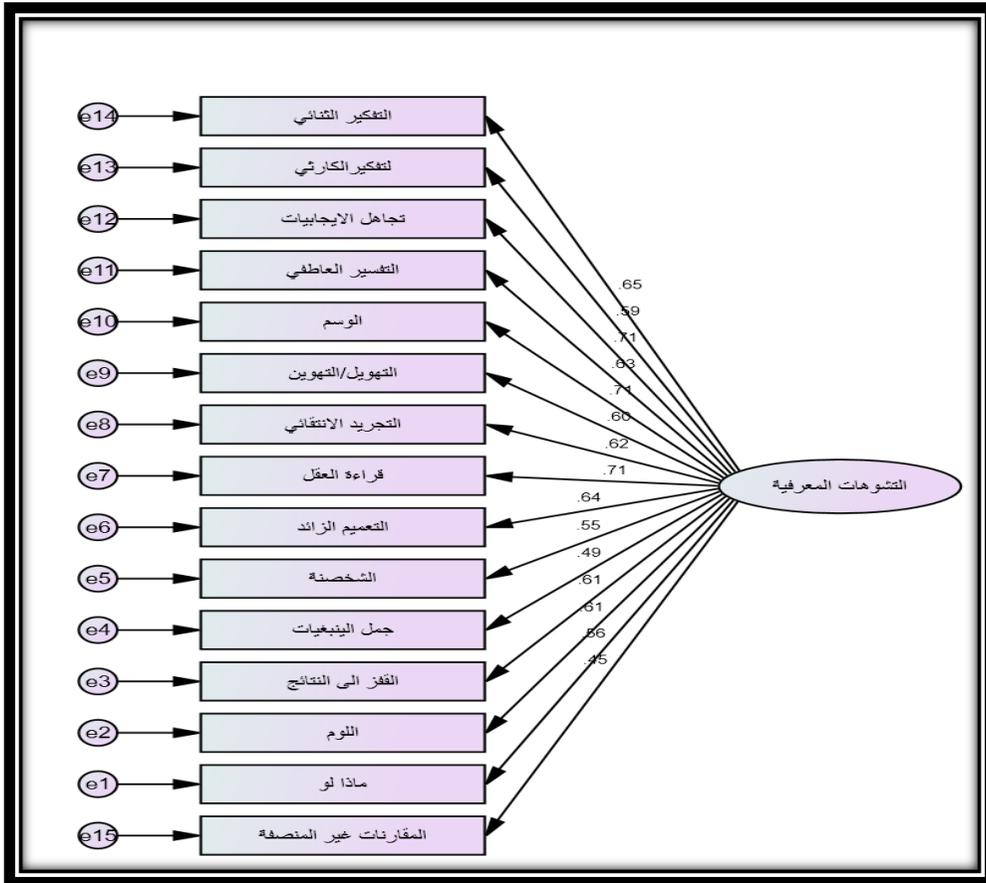 e14
التفكير الثنائي
e13
لتفكيرالكارثي
e12
تجاهل الايجابيات
e11
التفسير العاطفي
e10
الوسم
e9
التهويل/التهوين
e8
التجريد الانتقائي
e7
قراءة العقل
e6
التعميم الزائد
e5
الشخصنة
e4
جمل الينبغيات
e3
القفز الى النتائج
e2
اللوم
e1
ماذا لو
e15
المقارنات غير المنصفة
.65
.59
.71
.63
.71
.60
.62
.71
.64
.55
.49
.61
.61
.56
.45
التشوهات المعرفية